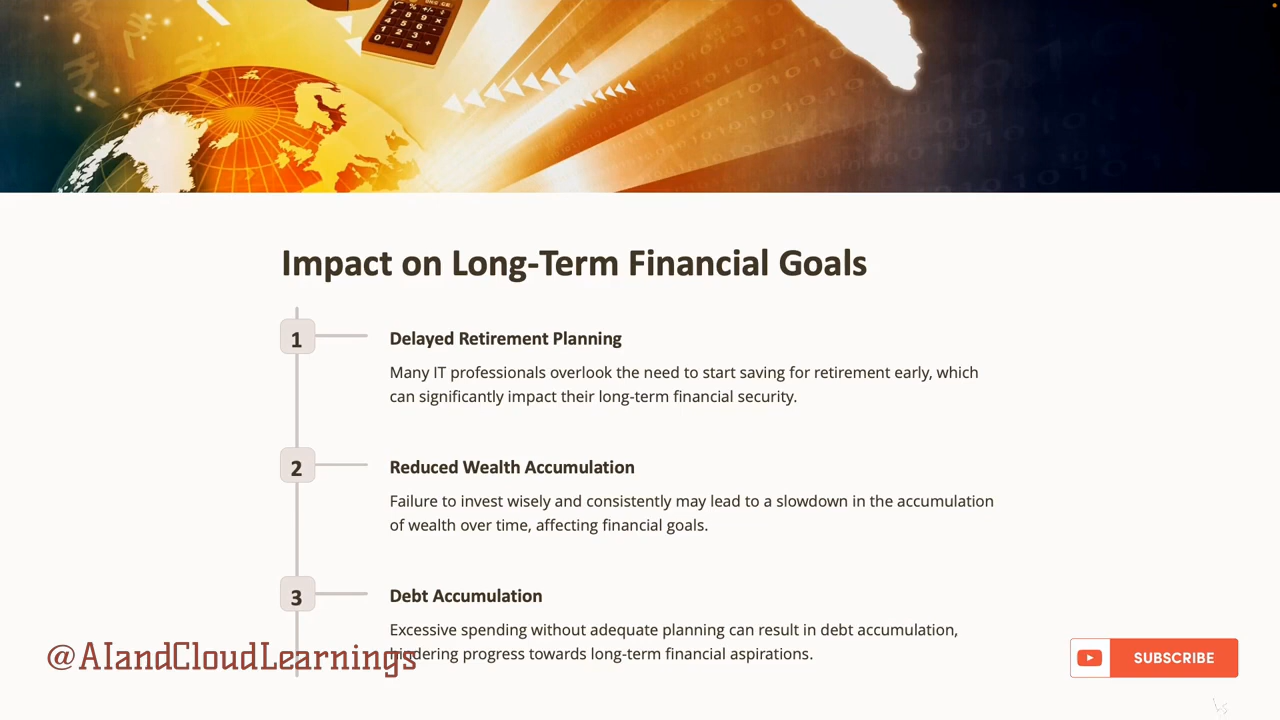 Impact on Long-Term Financial Goals
1
Delayed Retirement Planning
Many IT professionals overlook the need to start saving for retirement early, which
can significantly impact their long-term financial security.
2
Reduced Wealth Accumulation
Failure to invest wisely and consistently may lead to a slowdown in the accumulation
of wealth over time, affecting financial goals.
3
Debt Accumulation
Excessive spending without adequate planning can result in debt accumulation,
hindering progress towards long-term financial aspirations.
@AIandCloudLearnings
SUBSCRIBE